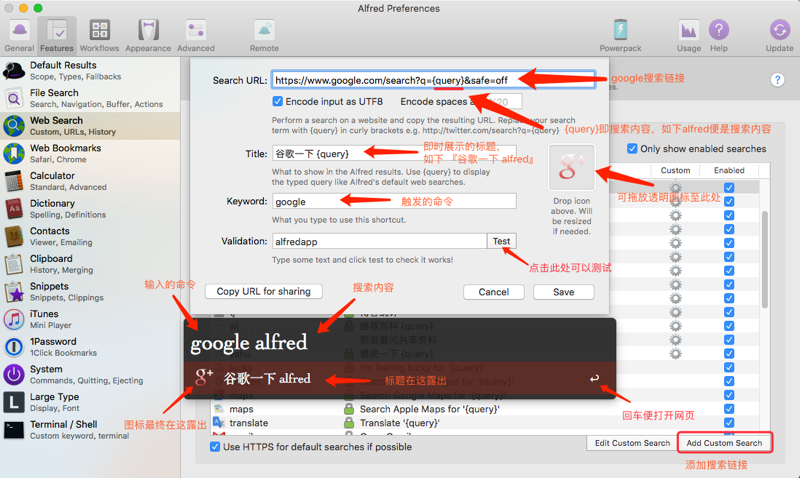 Alfred Preferences
General
Features
Workflows
Appearance
Advanced
Remote
Powerpack
Usage
Help
Update
Default Results
Scope, Types, Fallbacks
File Search
Search, Navigation, Buffer, Actions
Web Search
Custom, URLs, History
Web Bookmarks
Safari, Chrome
Calculator
Standard, Advanced
Dictionary
Spelling, Definitions
Contacts
Viewer, Emailing
Clipboard
History, Merging
Snippets
Snippets, Clippings
iTunes
Mini Player
1Password
1Click Bookmarks
System
Commands, Quitting, Ejecting
Large Type
Display, Font
Terminal / Shell
Custom keyword, terminal
Search URL:
https://www.google.com/search?q={query}&safe=off
google搜索链接
Encode input as UTF8
Encode spaces a
20
Perform a search on a website and copy the resulting URL. Replace your search
term with {query} in curly brackets e.g. http://twitter.com/search?q={query}
{query}即搜索内容，如下alfred便是搜索内容
?
Title:
谷歌一下 {query}
即时展示的标题，
如下 『谷歌一下 alfred』
What to show in the Alfred results. Use {query} to display
the typed query like Alfred's default web searches.
Keyword:
google
触发的命令
What you type to use this shortcut.
Validation:
alfredapp
Test
Type some text and click test to check it works!
点击此处可以测试
g+
Drop icon
above. Will
be resized
if needed.
可拖放透明图标至此处
Only show enabled searches
Custom
Enabled
Copy URL for sharing
Cancel
Save
输入的命令
搜索内容
google alfred
谷歌一下 alfred
标题在这露出
图标最终在这露出
回车便打开网页
maps
Search Google Maps for '{query}'
maps
Search Apple Maps for '{query}'
translate
Translate '{query}'
Use HTTPS for default searches if possible
Edit Custom Search
Add Custom Search
添加搜索链接